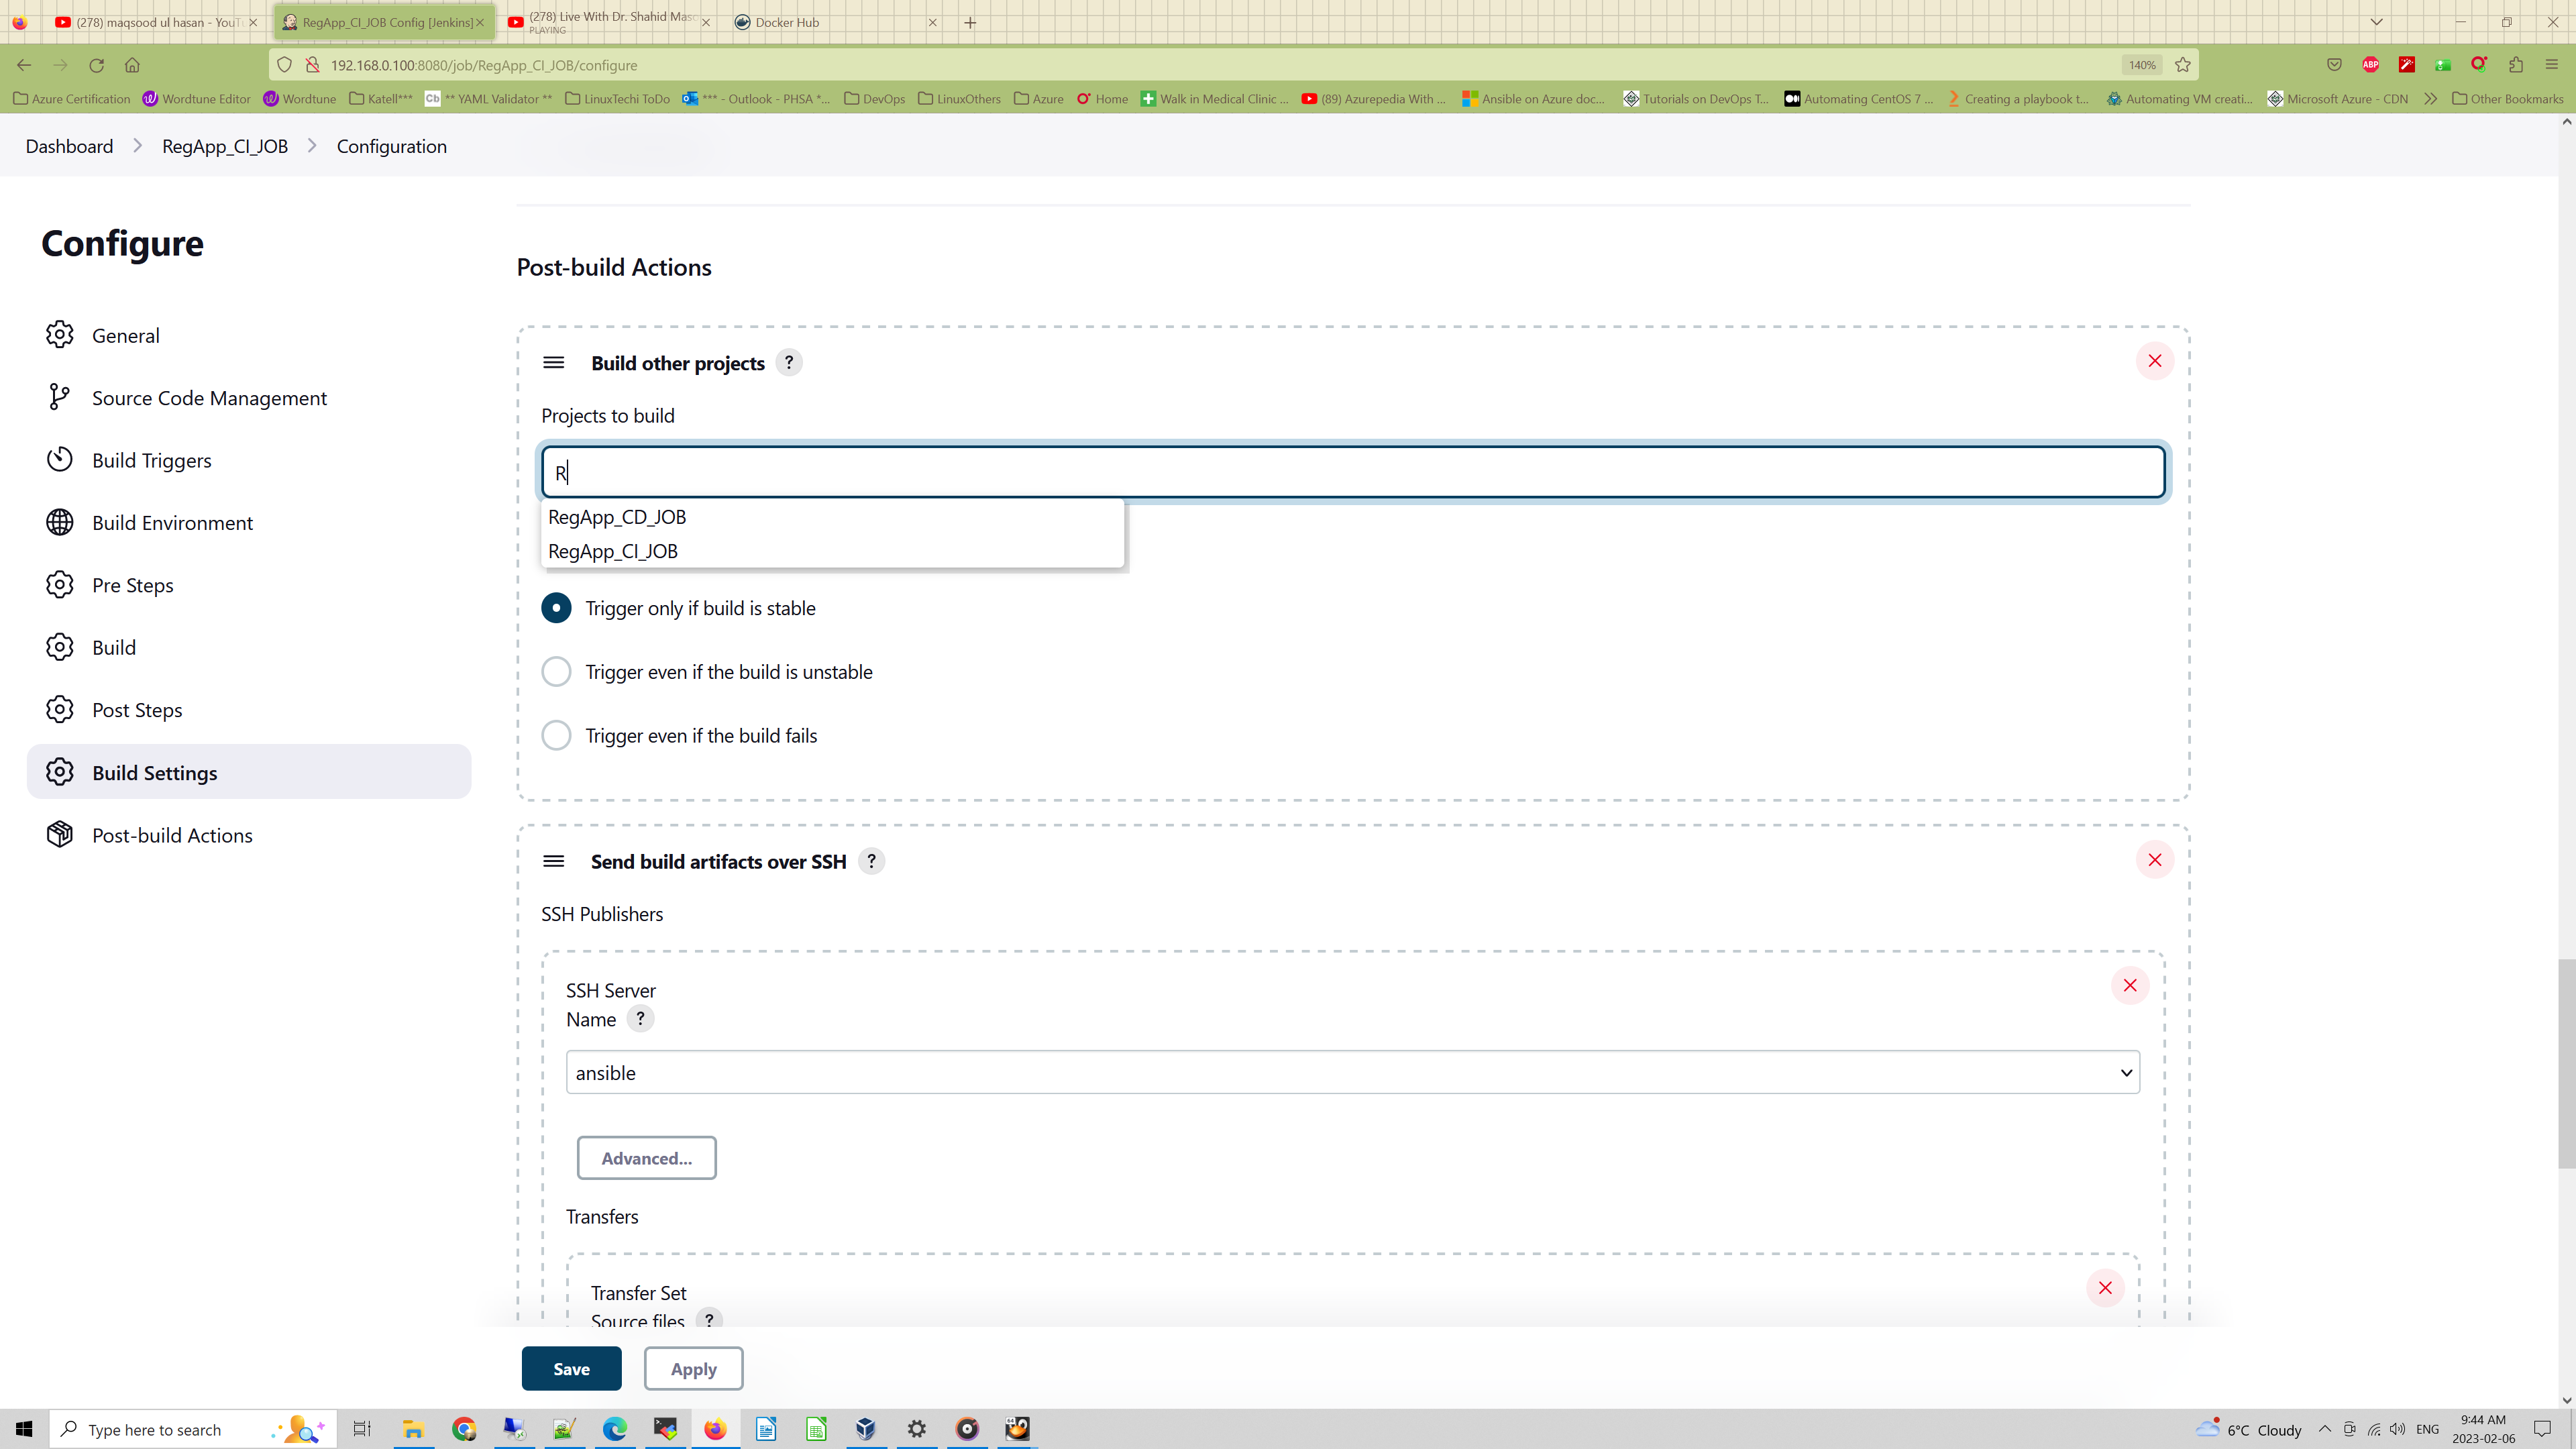 (278) maqsood ul hasan - YouTu
RegApp_CI_JOB Config [Jenkins]
(278) Live With Dr. Shahid Maso
PLAYING
Docker Hub
192.168.0.100:8080/job/RegApp_CI_JOB/configure
140%
Azure Certification
Wordtune Editor
Wordtune
Katell***
Cb
** YAML Validator **
LinuxTechi ToDo
*** - Outlook - PHSA *...
DevOps
LinuxOthers
Azure
Home
Walk in Medical Clinic ...
(89) Azurepedia With ...
Ansible on Azure doc...
Tutorials on DevOps T...
Automating CentOS 7 ...
Creating a playbook t...
Automating VM creati...
Microsoft Azure - CDN
Other Bookmarks
Dashboard
RegApp_CI_JOB
Configuration
Configure
General
Source Code Management
Build Triggers
Build Environment
Pre Steps
Build
Post Steps
Build Settings
Post-build Actions
Post-build Actions
Build other projects ?
Projects to build
R
RegApp_CD_JOB
RegApp_CI_JOB
Trigger only if build is stable
Trigger even if the build is unstable
Trigger even if the build fails
Send build artifacts over SSH ?
SSH Publishers
SSH Server
Name ?
ansible
Advanced...
Transfers
Transfer Set
Source files ?
Save
Apply
Type here to search
6°C Cloudy
ENG
9:44 AM
2023-02-06